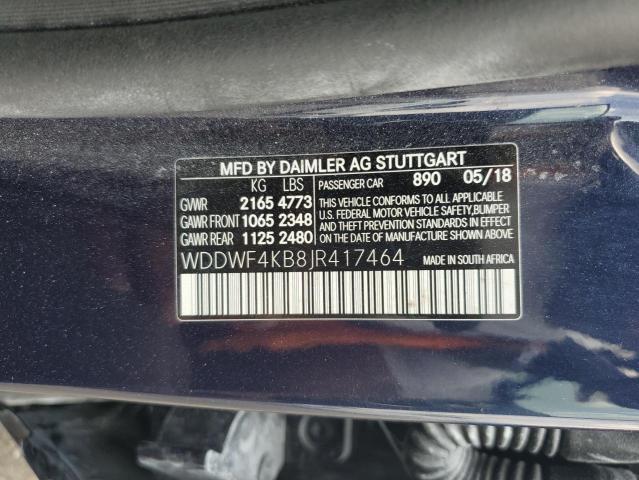 MFD BY DAIMLER AG STUTTGART
KG LBS PASSENGER CAR 890 05/18
GVWR 2165 4773 THIS VEHICLE CONFORMS TO ALL APPLICABLE
GAWR FRONT 1065 2348 U.S. FEDERAL MOTOR VEHICLE SAFETY, BUMPER
GAWR REAR 1125 2480 AND THEFT PREVENTION STANDARDS IN EFFECT
ON THE DATE OF MANUFACTURE SHOWN ABOVE.
WDDWF4KB8JR417464 MADE IN SOUTH AFRICA